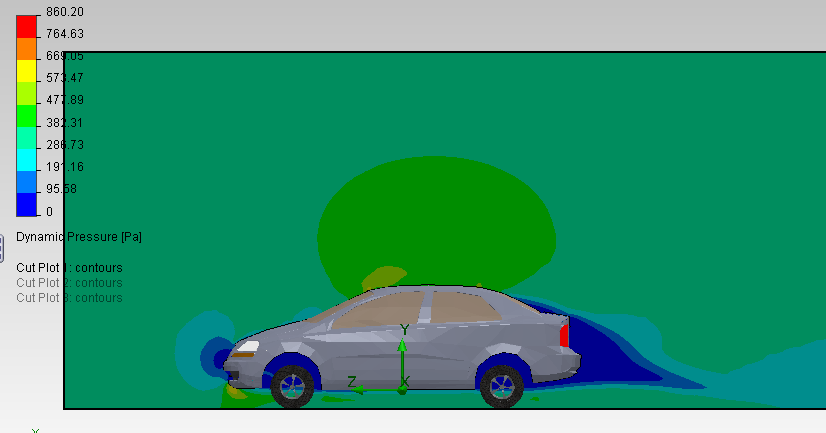 860.20
764.63
669.05
573.47
477.89
382.31
286.73
191.16
95.58
0
Dynamic Pressure [Pa]
Cut Plot 1: contours
Cut Plot 2: contours
Cut Plot 3: contours
Y
Z
X